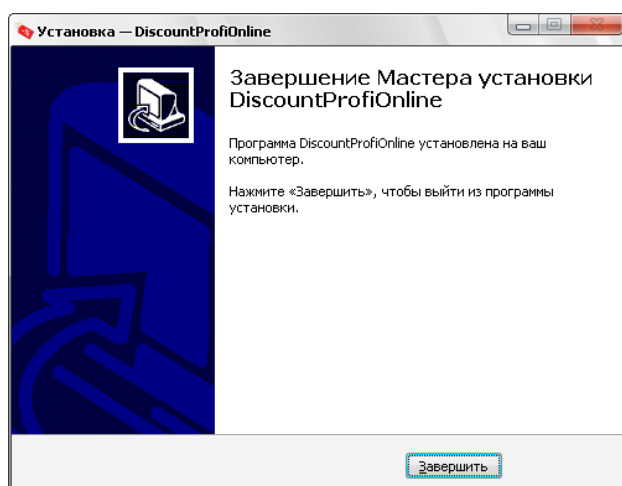 Установка — DiscountProfiOnline
Завершение Мастера установки
DiscountProfiOnline
Программа DiscountProfiOnline установлена на ваш
компьютер.
Нажмите «Завершить», чтобы выйти из программы
установки.
Завершить